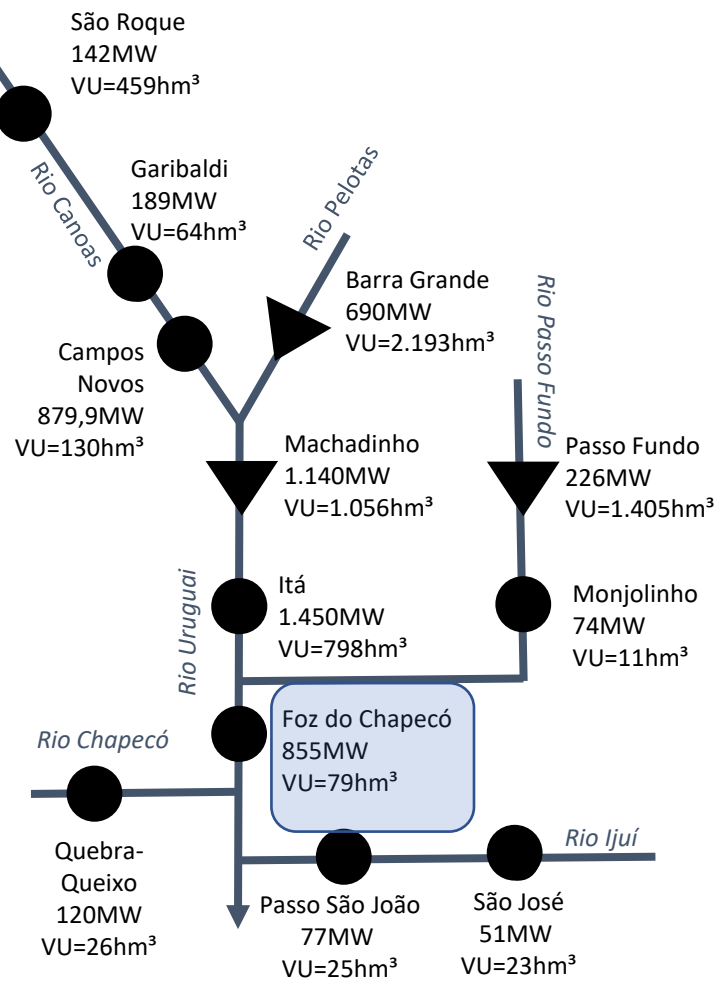 São Roque
142MW
VU=459hm³
Rio Canoas
Garibaldi
189MW
VU=64hm³
Rio Pelotas
Barra Grande
690MW
VU=2.193hm³
Rio Passo Fundo
Campos
Novos
879,9MW
VU=130hm³
Machadinho
1.140MW
VU=1.056hm³
Passo Fundo
226MW
VU=1.405hm³
Rio Uruguai
Itá
1.450MW
VU=798hm³
Monjolinho
74MW
VU=11hm³
Foz do Chapecó
855MW
VU=79hm³
Rio Chapecó
Quebra-
Queixo
120MW
VU=26hm³
Rio Ijuí
Passo São João
77MW
VU=25hm³
São José
51MW
VU=23hm³